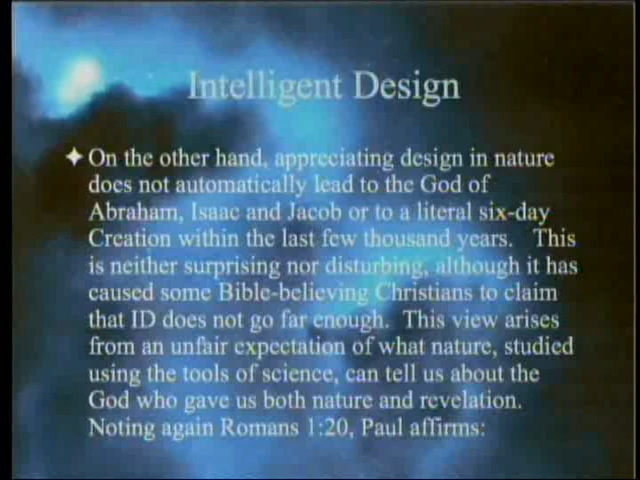 Intelligent Design
On the other hand, appreciating design in nature
does not automatically lead to the God of
Abraham, Isaac and Jacob or to a literal six-day
Creation within the last few thousand years. This
is neither surprising nor disturbing, although it has
caused some Bible-believing Christians to claim
that ID does not go far enough. This view arises
from an unfair expectation of what nature, studied
using the tools of science, can tell us about the
God who gave us both nature and revelation.
Noting again Romans 1:20, Paul affirms: